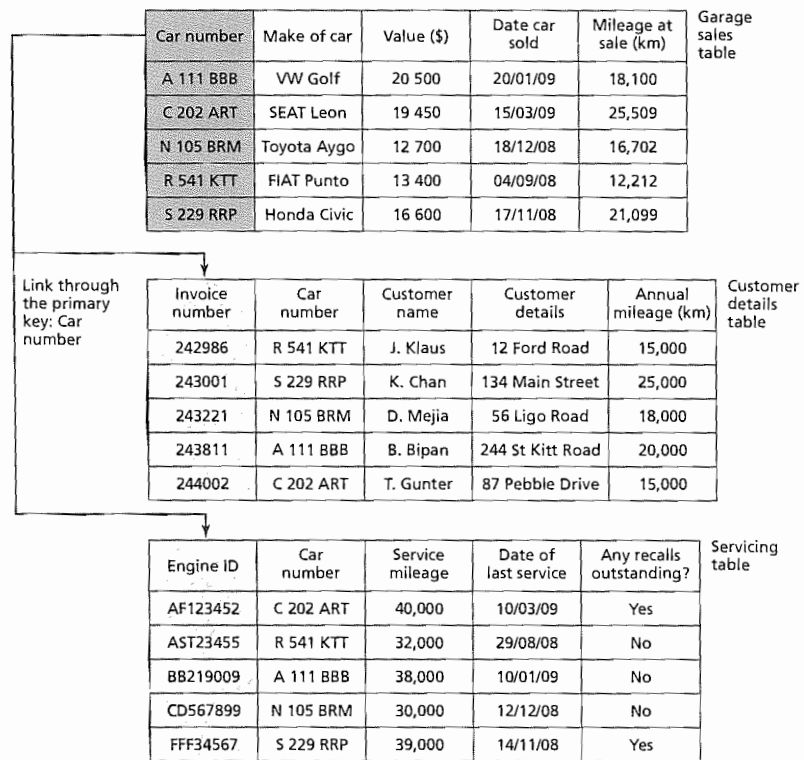 Car number Make of car Value ($) Date car sold Mileage at sale (km)
A 111 BBB VW Golf 20 500 20/01/09 18,100
C 202 ART SEAT Leon 19 450 15/03/09 25,509
N 105 BRM Toyota Aygo 12 700 18/12/08 16,702
R 541 KTT FIAT Punto 13 400 04/09/08 12,212
S 229 RRP Honda Civic 16 600 17/11/08 21,099
Garage
sales
table
Link through
the primary
key: Car
number
Invoice number Car number Customer name Customer details Annual mileage (km)
242986 R 541 KTT J. Klaus 12 Ford Road 15,000
243001 S 229 RRP K. Chan 134 Main Street 25,000
243221 N 105 BRM D. Mejia 56 Ligo Road 18,000
243811 A 111 BBB B. Bipan 244 St Kitt Road 20,000
244002 C 202 ART T. Gunter 87 Pebble Drive 15,000
Customer
details
table
Engine ID Car number Service mileage Date of last service Any recalls outstanding?
AF123452 C 202 ART 40,000 10/03/09 Yes
AST23455 R 541 KTT 32,000 29/08/08 No
BB219009 A 111 BBB 38,000 10/01/09 No
CD567899 N 105 BRM 30,000 12/12/08 No
FFF34567 S 229 RRP 39,000 14/11/08 Yes
Servicing
table